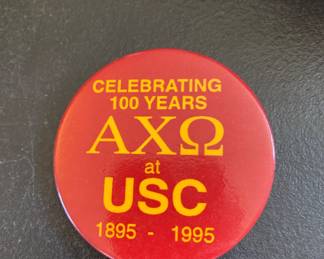 CELEBRATING
100 YEARS
ΑΧΩ
at
USC
1895 - 1995